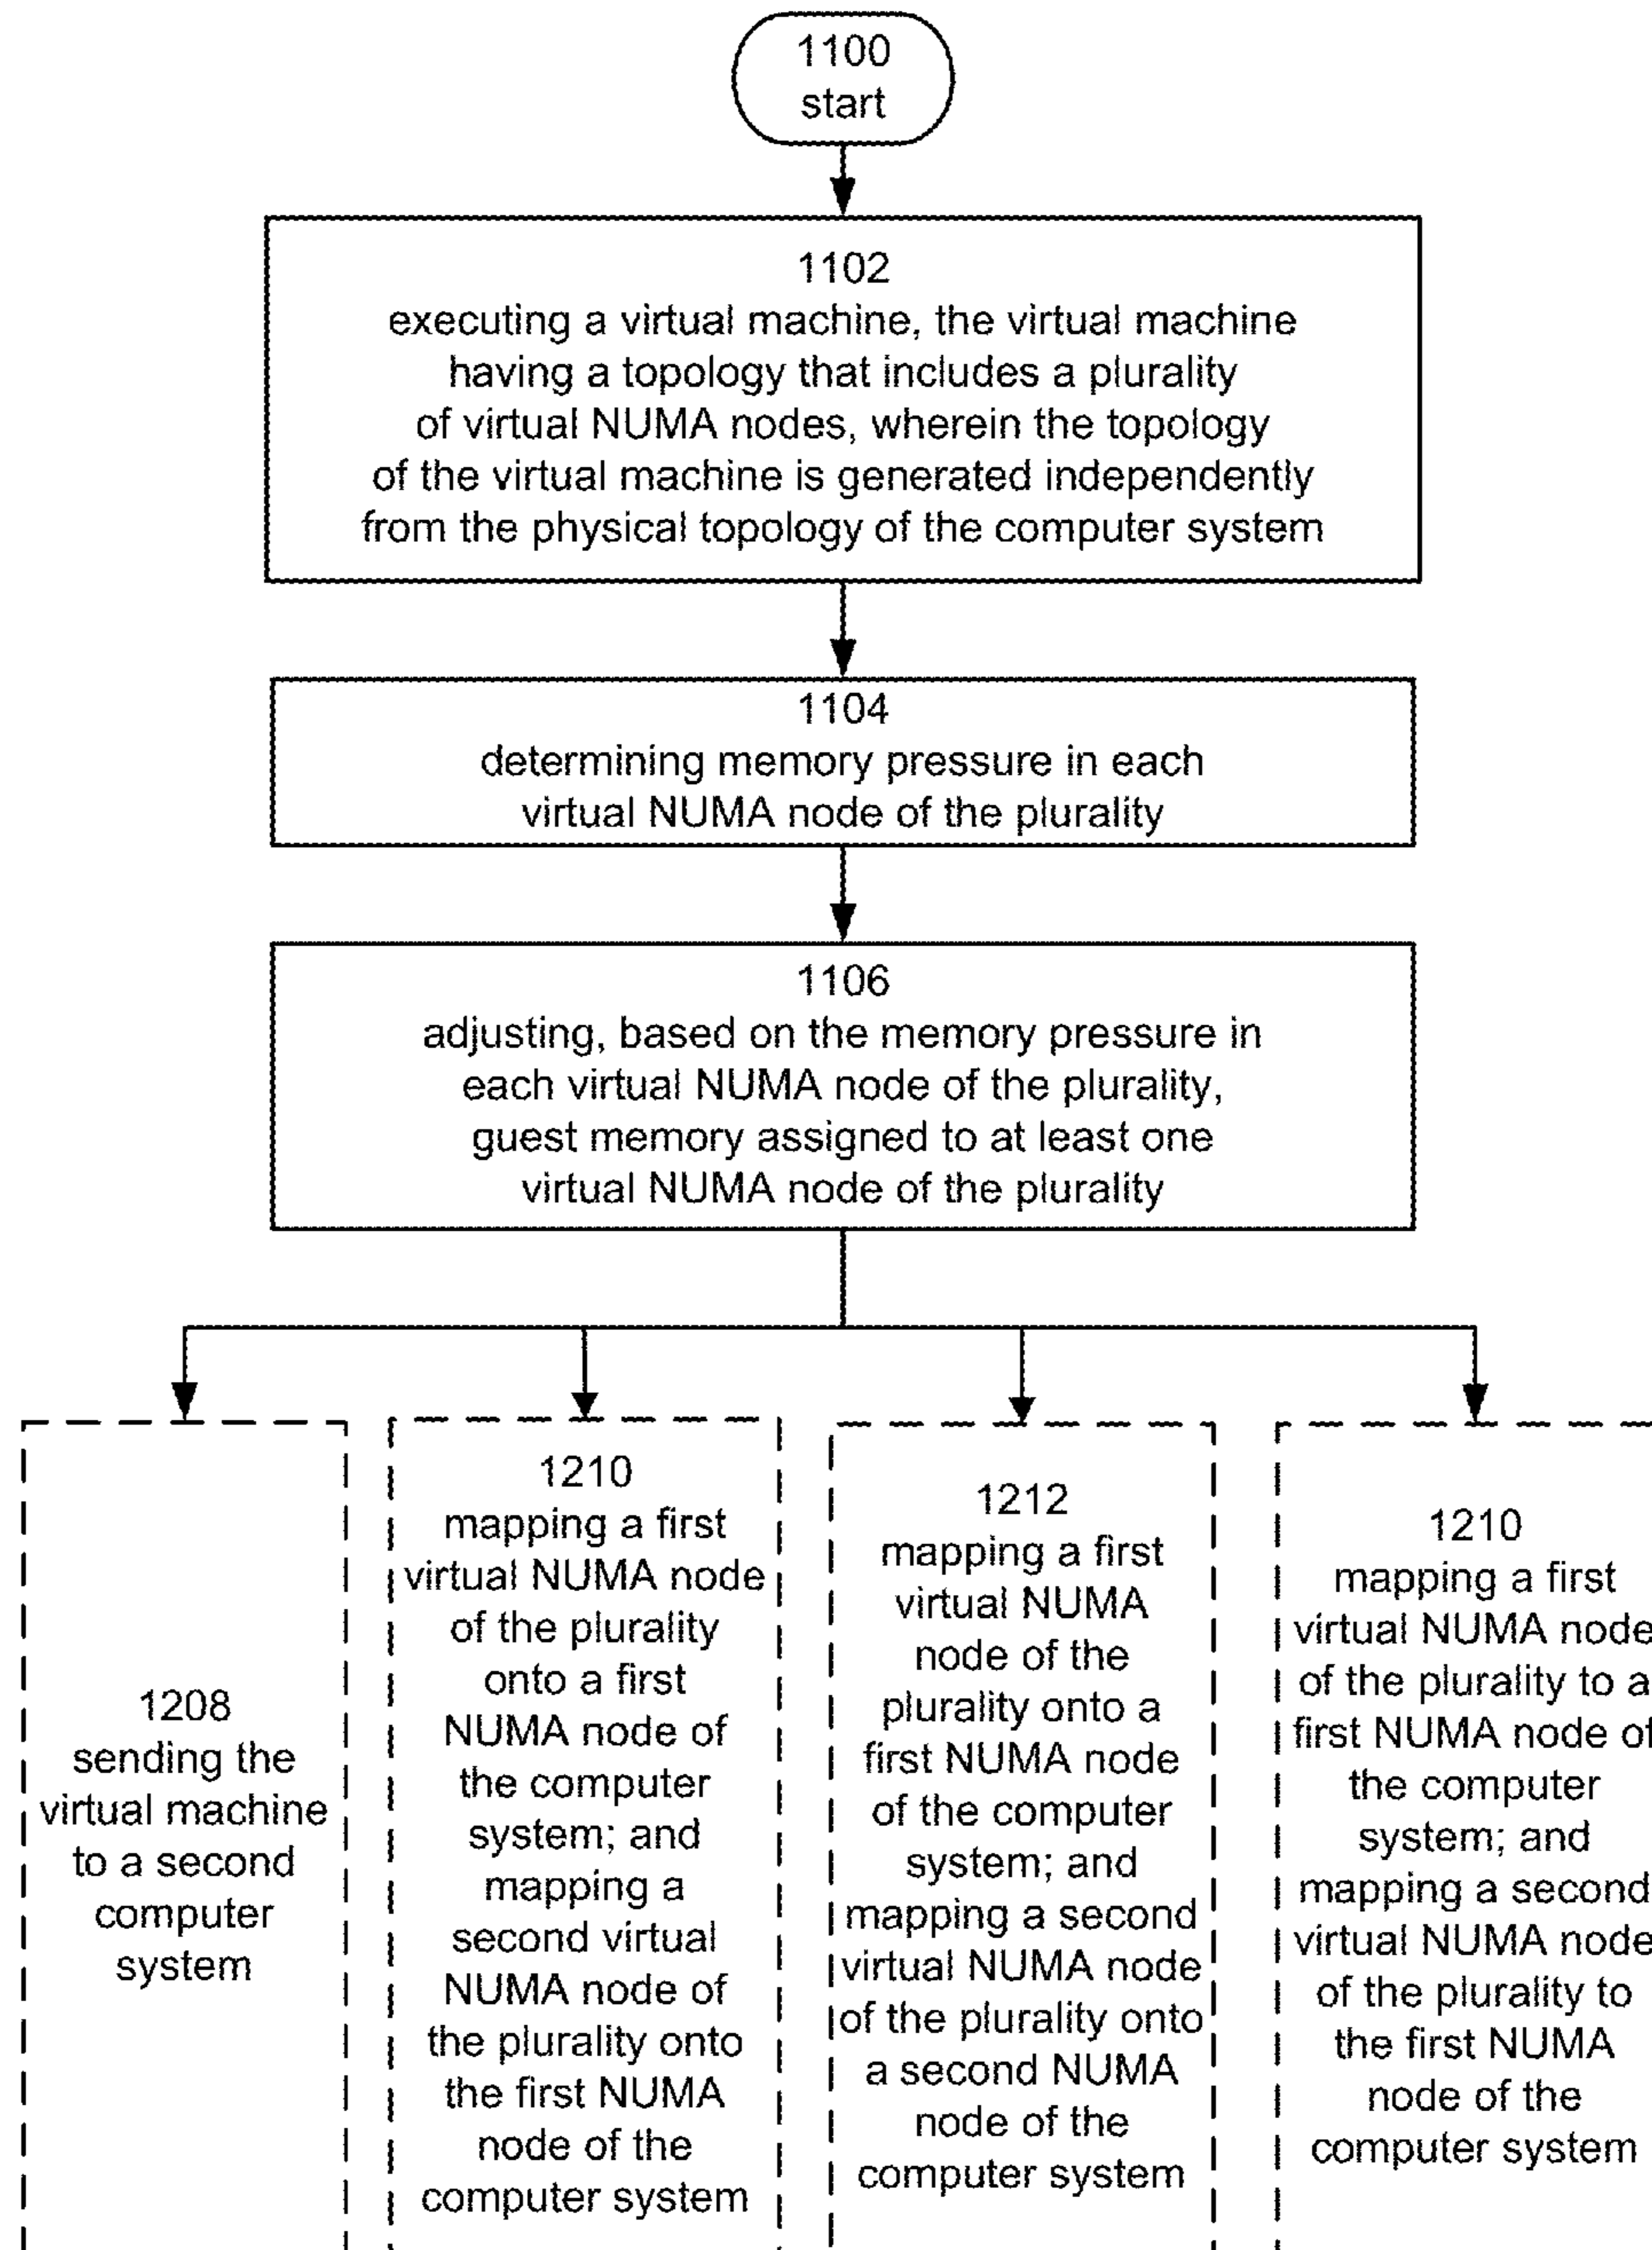 1100
start
1102
executing a virtual machine, the virtual machine
having a topology that includes a plurality
of virtual NUMA nodes, wherein the topology
of the virtual machine is generated independently
from the physical topology of the computer system
1104
determining memory pressure in each
virtual NUMA node of the plurality
1106
adjusting, based on the memory pressure in
each virtual NUMA node of the plurality,
guest memory assigned to at least one
virtual NUMA node of the plurality
1208
sending the
virtual machine
to a second
computer
system
1210
mapping a first
virtual NUMA node
of the plurality
onto a first
NUMA node of
the computer
system; and
mapping a
second virtual
NUMA node of
the plurality onto
the first NUMA
node of the
computer system
1212
mapping a first
virtual NUMA
node of the
plurality onto a
first NUMA node
of the computer
system; and
mapping a second
virtual NUMA node
of the plurality onto
a second NUMA
node of the
computer system
1210
mapping a first
virtual NUMA node
of the plurality to a
first NUMA node of
the computer
system; and
mapping a second
virtual NUMA node
of the plurality to
the first NUMA
node of the
computer system